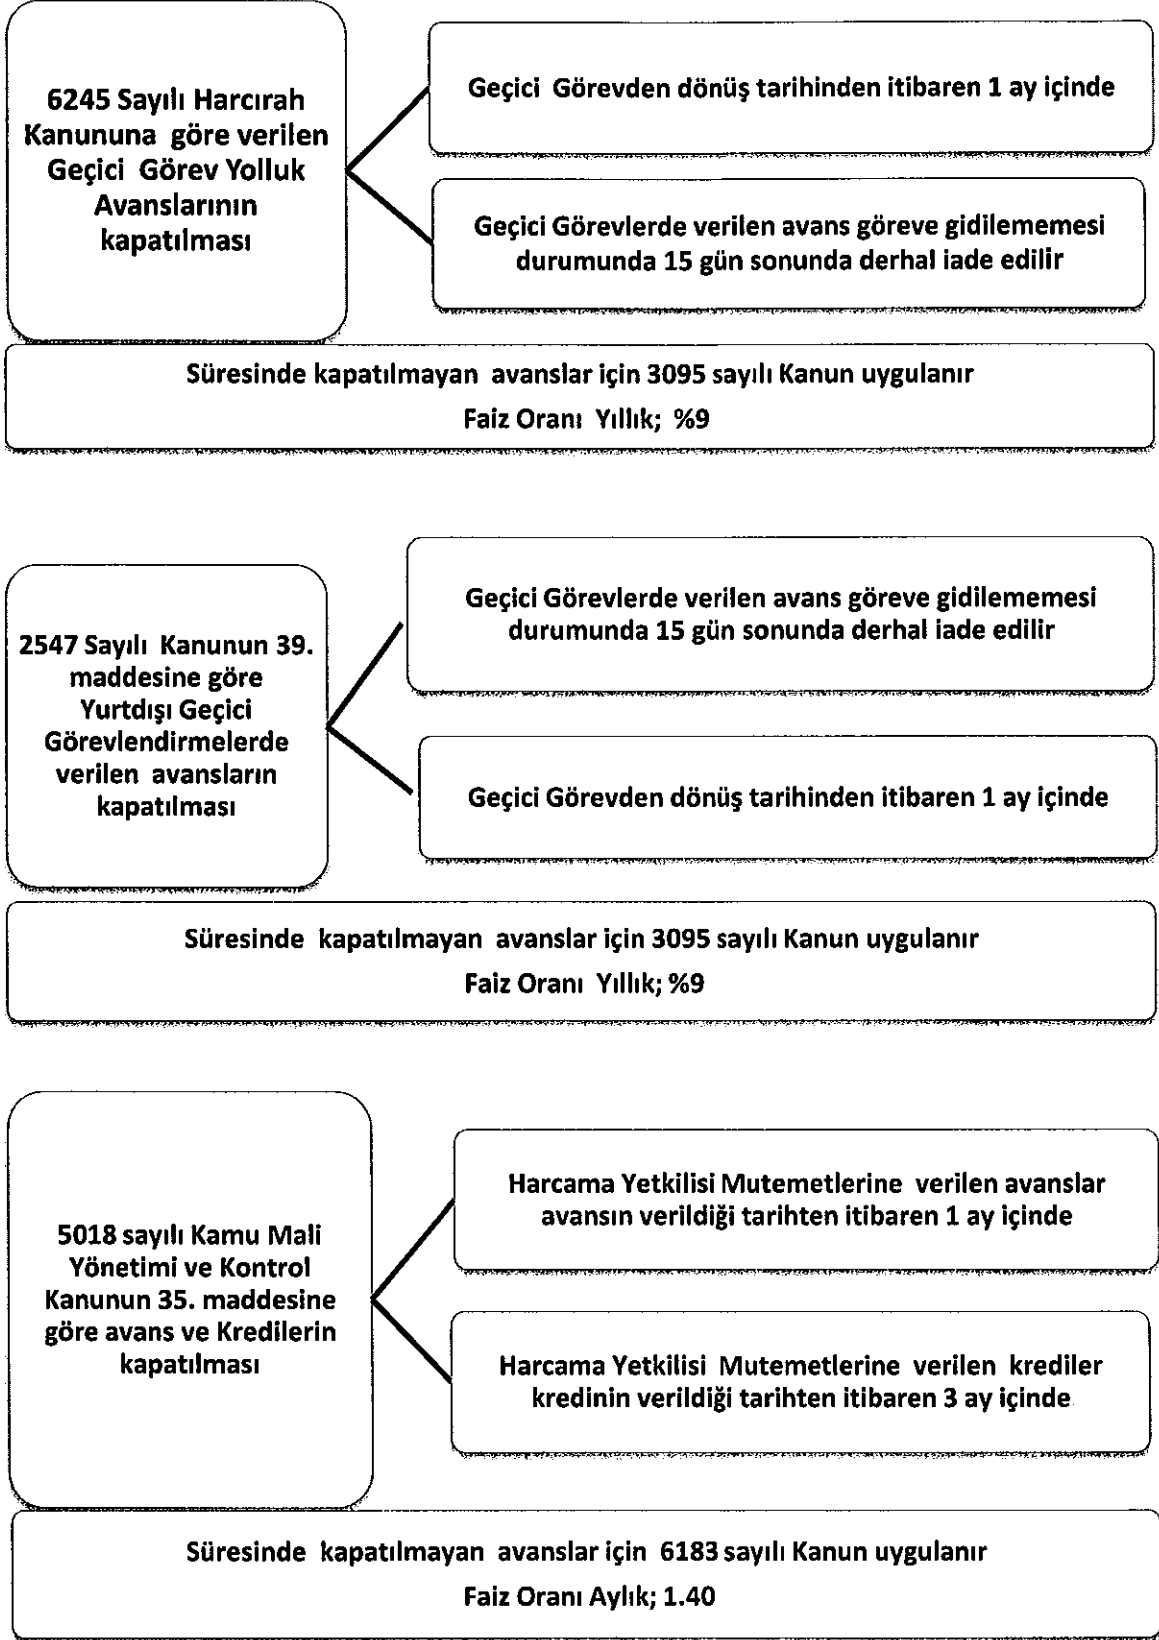 6245 Sayılı Harcırah
Kanununa göre verilen
Geçici Görev Yolluk
Avanslarının
kapatılması
Geçici Görevden dönüş tarihinden itibaren 1 ay içinde
Geçici Görevlerde verilen avans göreve gidilememesi
durumunda 15 gün sonunda derhal iade edilir
Süresinde kapatılmayan avanslar için 3095 sayılı Kanun uygulanır
Faiz Oranı Yıllık; %9
2547 Sayılı Kanunun 39.
maddesine göre
Yurtdışı Geçici
Görevlendirmelerde
verilen avansların
kapatılması
Geçici Görevlerde verilen avans göreve gidilememesi
durumunda 15 gün sonunda derhal iade edilir
Geçici Görevden dönüş tarihinden itibaren 1 ay içinde
Süresinde kapatılmayan avanslar için 3095 sayılı Kanun uygulanır
Faiz Oranı Yıllık; %9
5018 sayılı Kamu Mali
Yönetimi ve Kontrol
Kanunun 35. maddesine
göre avans ve Kredilerin
kapatılması
Harcama Yetkilisi Mutemetlerine verilen avanslar
avansın verildiği tarihten itibaren 1 ay içinde
Harcama Yetkilisi Mutemetlerine verilen krediler
kredinin verildiği tarihten itibaren 3 ay içinde
Süresinde kapatılmayan avanslar için 6183 sayılı Kanun uygulanır
Faiz Oranı Aylık; 1.40